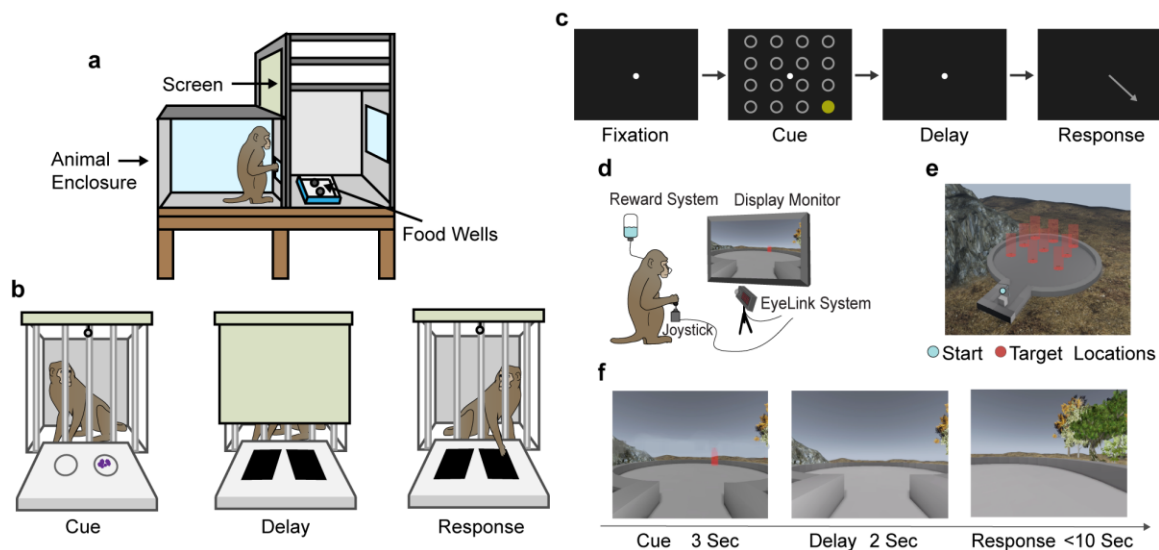 a
Screen
Animal
Enclosure
Food Wells
b
Cue
Delay
Response
c
Fixation
Cue
Delay
Response
d
Reward System
Display Monitor
EyeLink System
Joystick
e
Start
Target Locations
f
Cue 3 Sec
Delay 2 Sec
Response <10 Sec